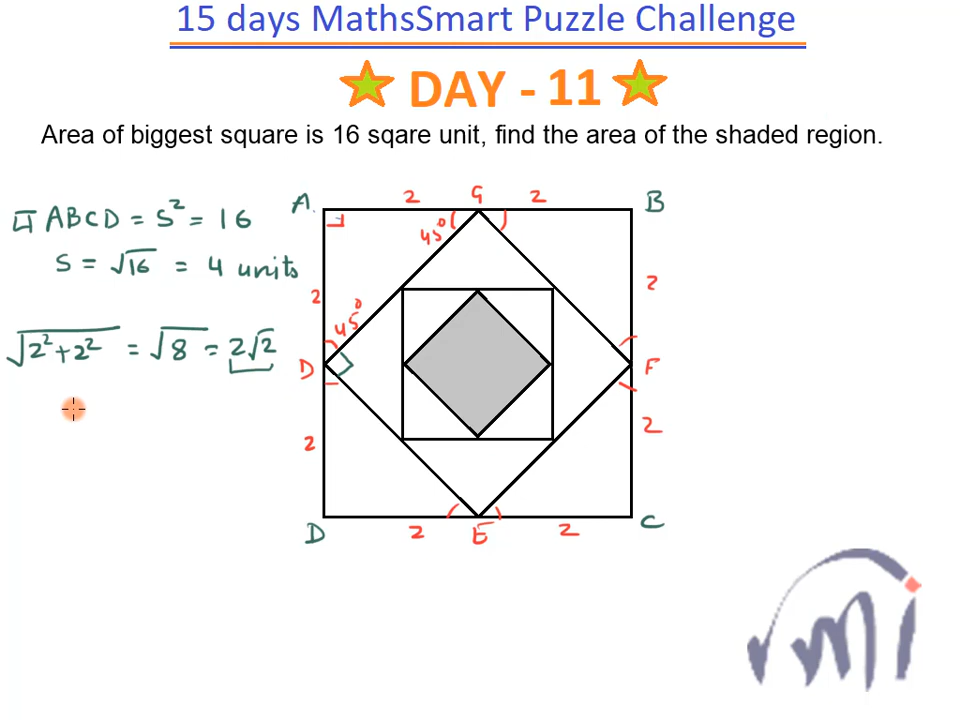 15 days MathsSmart Puzzle Challenge
DAY - 11
Area of biggest square is 16 sqare unit, find the area of the shaded region.
A 2 G 2 B
□ ABCD = S² = 16
45°
S = √16 = 4 units
2 2
45°
√2²+2² = √8 = 2√2
D F
2 2
D 2 E 2 C
vmi